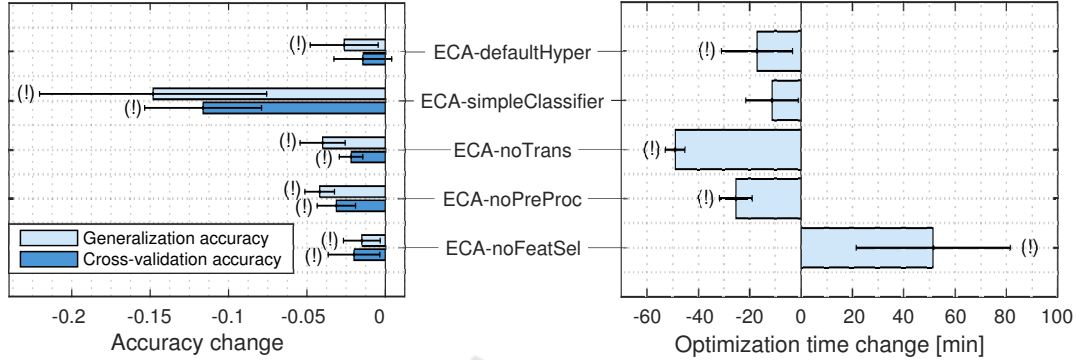 (!) ECA-defaultHyper (!)
(!) ECA-simpleClassifier
(!)
(!) ECA-noTrans (!)
(!)
(!) ECA-noPreProc (!)
(!)
(!) ECA-noFeatSel (!)
(!)
Generalization accuracy
Cross-validation accuracy
-0.2 -0.15 -0.1 -0.05 0
Accuracy change
-60 -40 -20 0 20 40 60 80 100
Optimization time change [min]